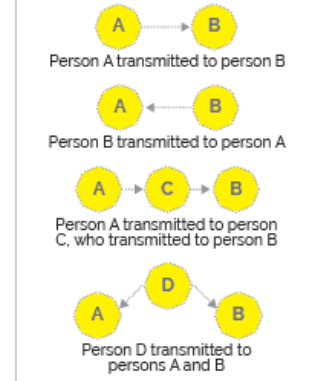 A B
Person A transmitted to person B
A B
Person B transmitted to person A
A C B
Person A transmitted to person
C, who transmitted to person B
D
A B
Person D transmitted to
persons A and B